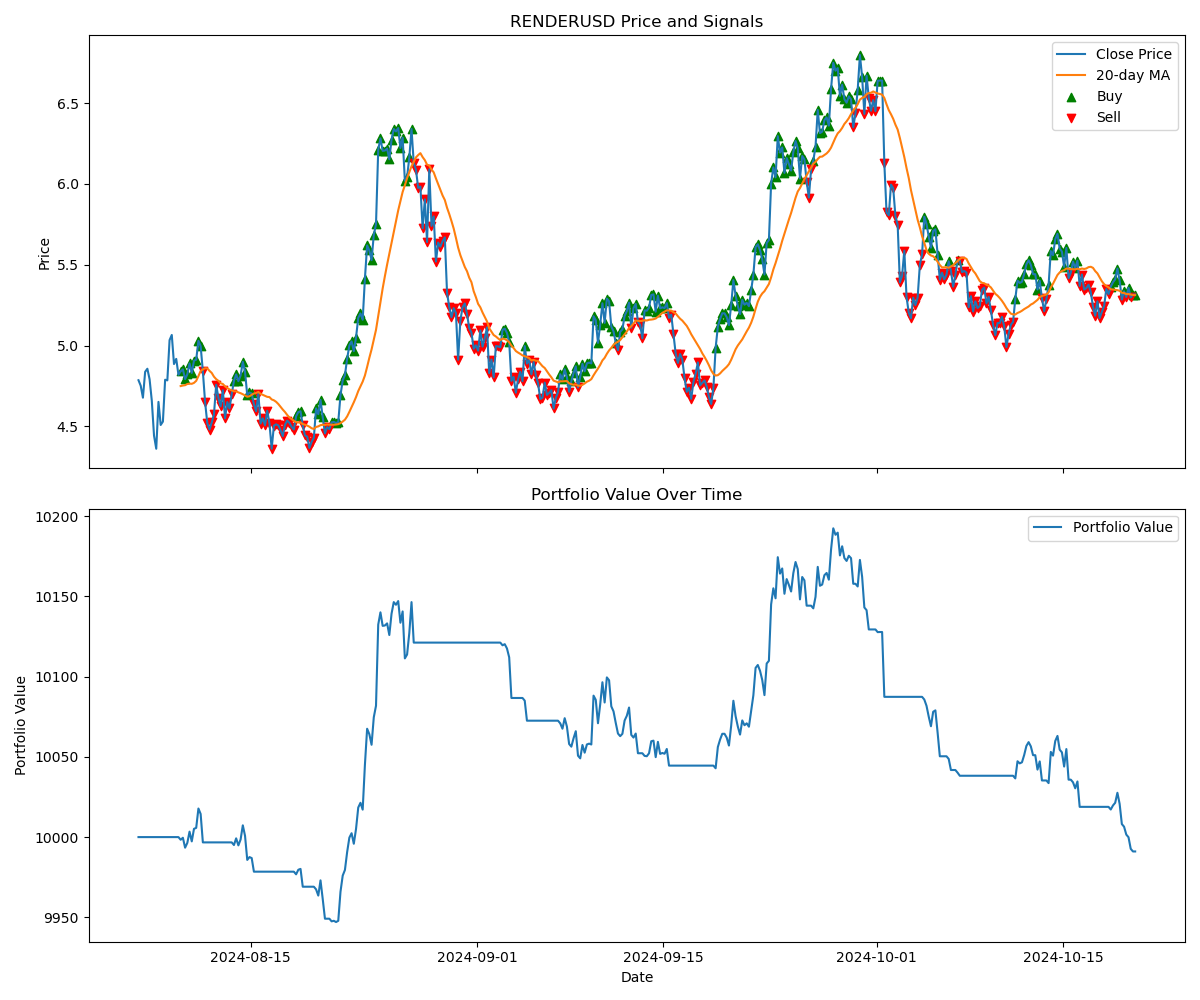 RENDERUSD Price and Signals
Close Price
20-day MA
Buy
Sell
6.5
6.0
5.5
5.0
4.5
Price
Portfolio Value Over Time
Portfolio Value
10200
10150
10100
10050
10000
9950
Portfolio Value
2024-08-15 2024-09-01 2024-09-15 2024-10-01 2024-10-15
Date